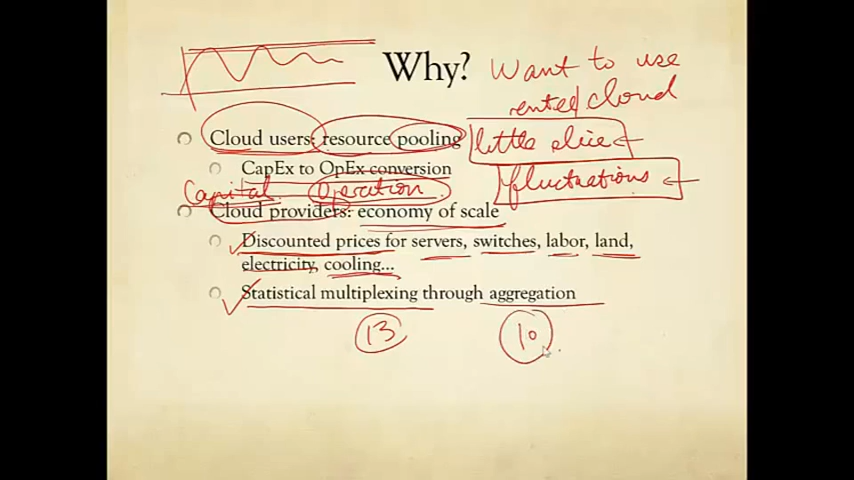 Why?
Want to use
rented cloud
Cloud users: resource pooling
little slice
CapEx to OpEx conversion
fluctuations
Capital Operation
Cloud providers: economy of scale
Discounted prices for servers, switches, labor, land,
electricity, cooling...
Statistical multiplexing through aggregation
13 10